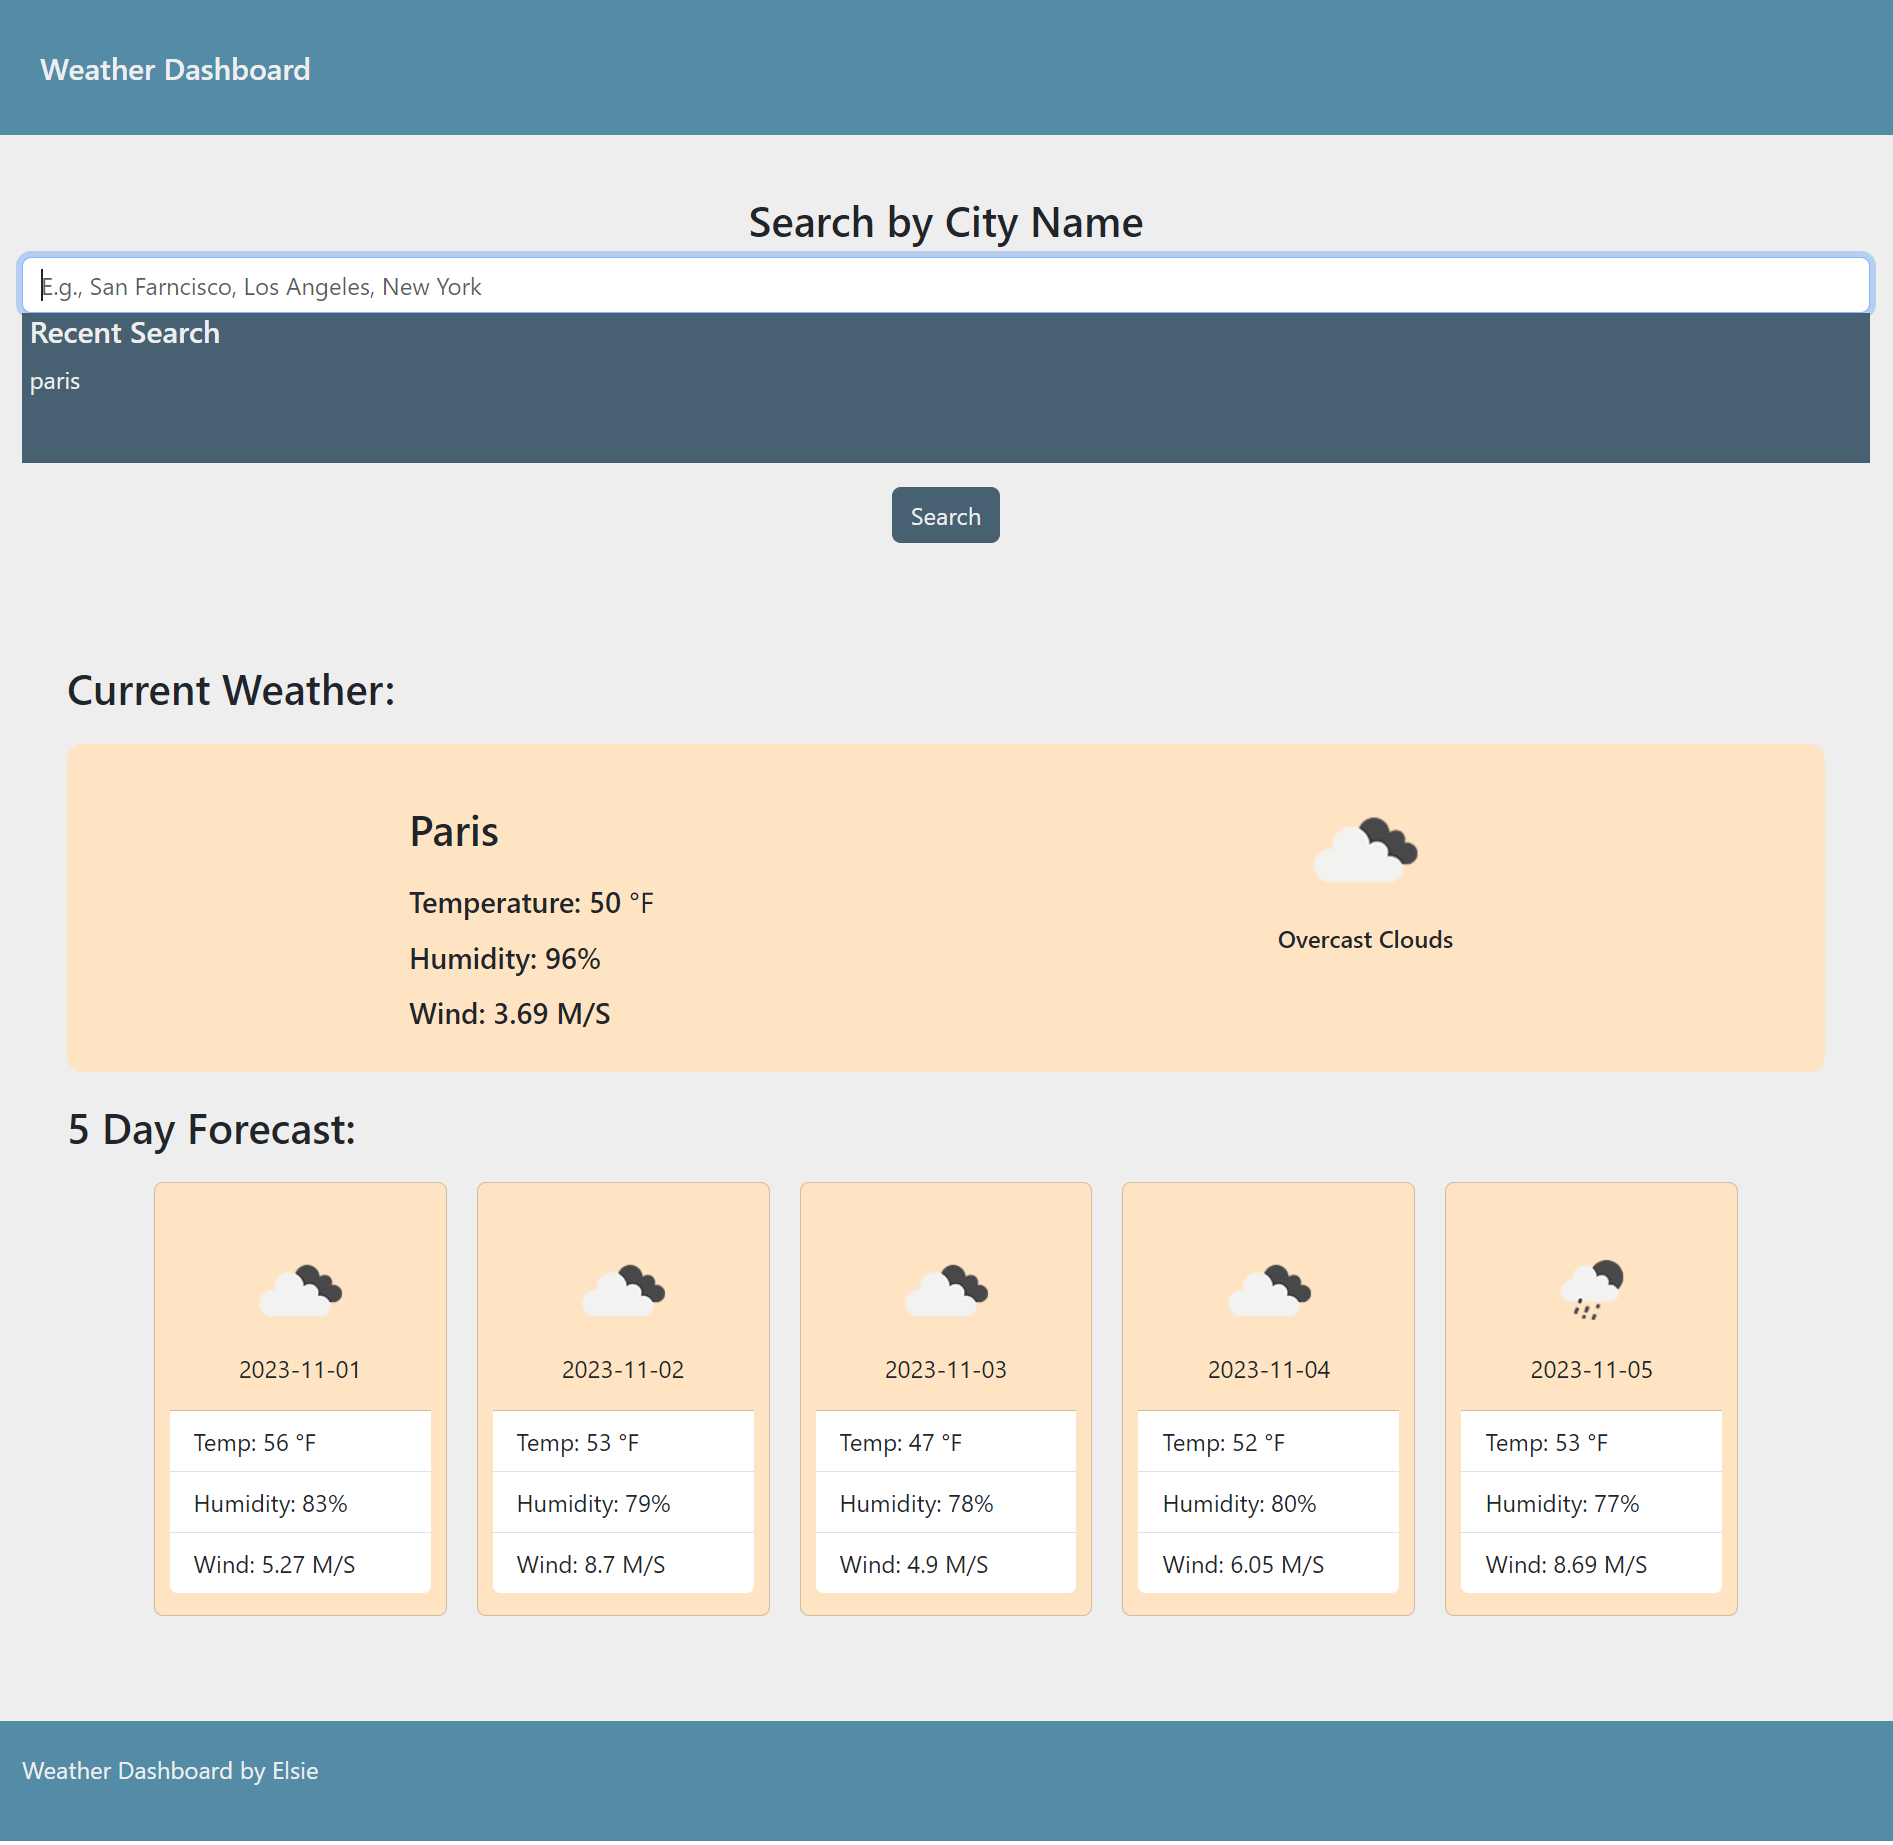 Weather Dashboard
Search by City Name
E.g., San Farncisco, Los Angeles, New York
Recent Search
paris
Search
Current Weather:
Paris
Temperature: 50 °F
Humidity: 96%
Wind: 3.69 M/S
Overcast Clouds
5 Day Forecast:
2023-11-01
Temp: 56 °F
Humidity: 83%
Wind: 5.27 M/S
2023-11-02
Temp: 53 °F
Humidity: 79%
Wind: 8.7 M/S
2023-11-03
Temp: 47 °F
Humidity: 78%
Wind: 4.9 M/S
2023-11-04
Temp: 52 °F
Humidity: 80%
Wind: 6.05 M/S
2023-11-05
Temp: 53 °F
Humidity: 77%
Wind: 8.69 M/S
Weather Dashboard by Elsie